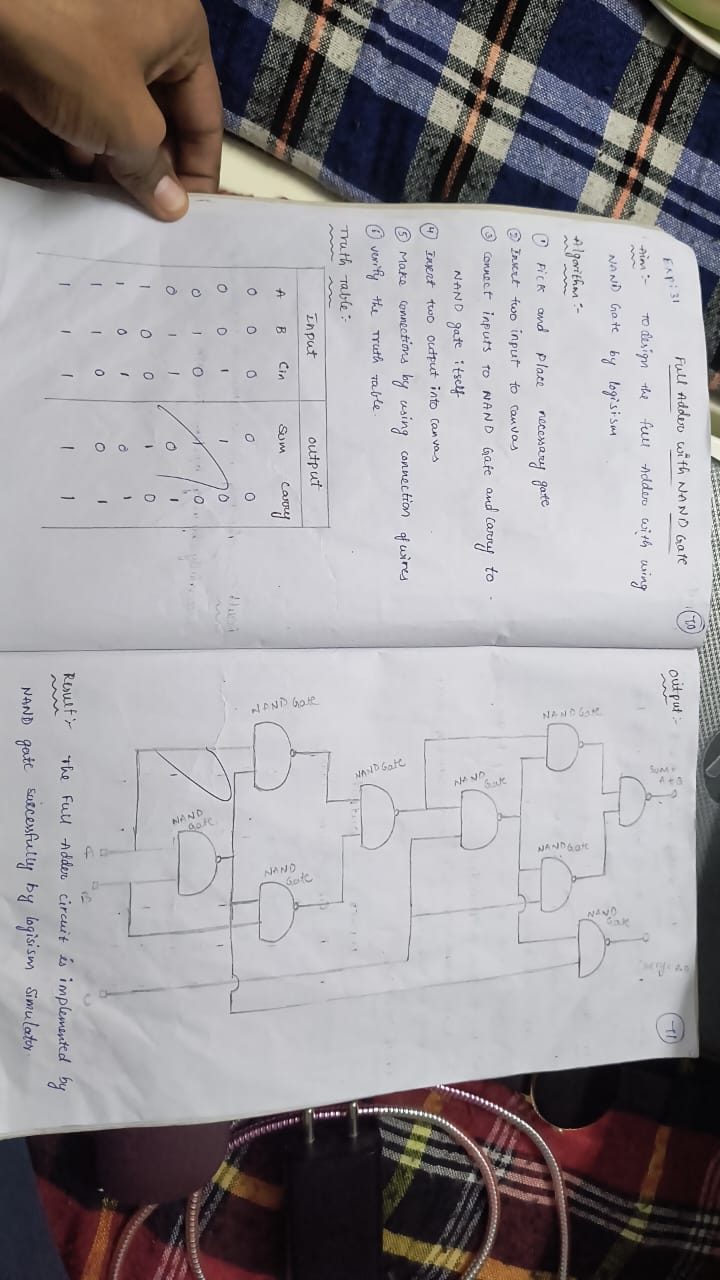 Exp:31
Full Adder with NAND Gate
70
Aim:- To design the full Adder with wing
NAND Gate by logisism
Algorithm:-
① Pick and place necessary gate
② Insert two input to canvas
③ connect inputs to NAND Gate and carry to -
NAND gate itself
④ Insert two output into canvas
⑤ Make connections by using connection of wires
⑥ verify the truth table.
Truth Table:-
Input output
A B Cin Sum carry
0 0 0 0 0
0 0 1 1 0
0 1 0 1 0
0 1 1 0 1
1 0 0 1 0
1 0 1 0 1
1 1 0 0 1
1 1 1 1 1
output:-
71
NAND Gate
NAND Gate
NAND Gate
NAND Gate
NAND Gate
NAND Gate
NAND Gate
NAND Gate
NAND Gate
B
C
Result:- The Full Adder circuit is implemented by
NAND gate successfully by logisism simulator